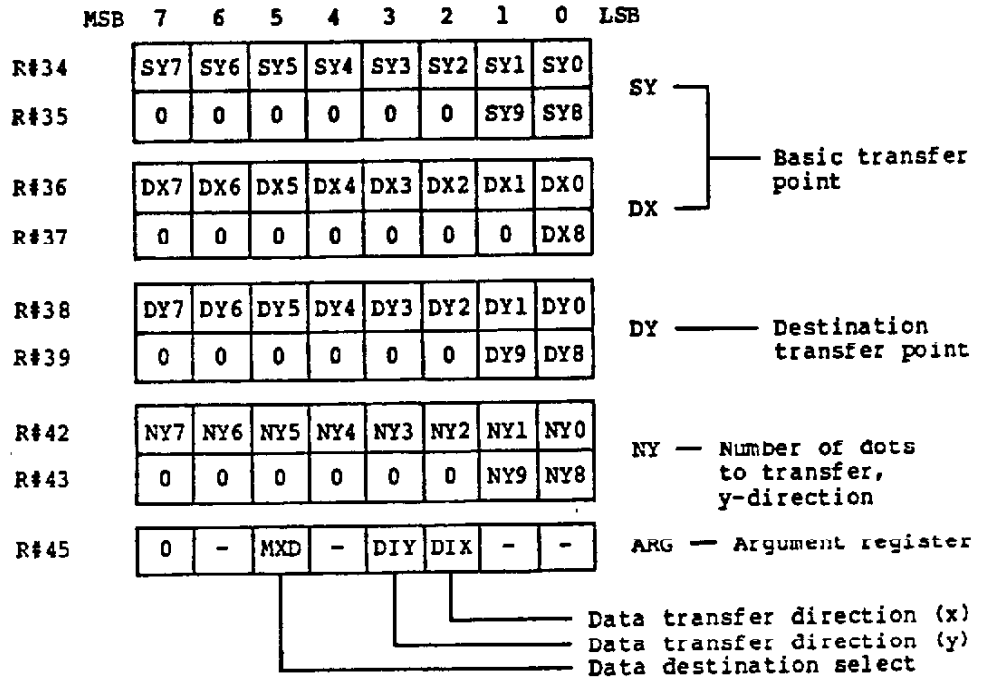 MSB 7 6 5 4 3 2 1 0 LSB
R#34 SY7 SY6 SY5 SY4 SY3 SY2 SY1 SY0
R#35 0 0 0 0 0 0 SY9 SY8
SY
DX
Basic transfer
point
R#36 DX7 DX6 DX5 DX4 DX3 DX2 DX1 DX0
R#37 0 0 0 0 0 0 0 DX8
R#38 DY7 DY6 DY5 DY4 DY3 DY2 DY1 DY0
R#39 0 0 0 0 0 0 DY9 DY8
DY Destination
transfer point
R#42 NY7 NY6 NY5 NY4 NY3 NY2 NY1 NY0
R#43 0 0 0 0 0 0 NY9 NY8
NY — Number of dots
to transfer,
y-direction
R#45 0 - MXD - DIY DIX - -
ARG — Argument register
Data transfer direction (x)
Data transfer direction (y)
Data destination select